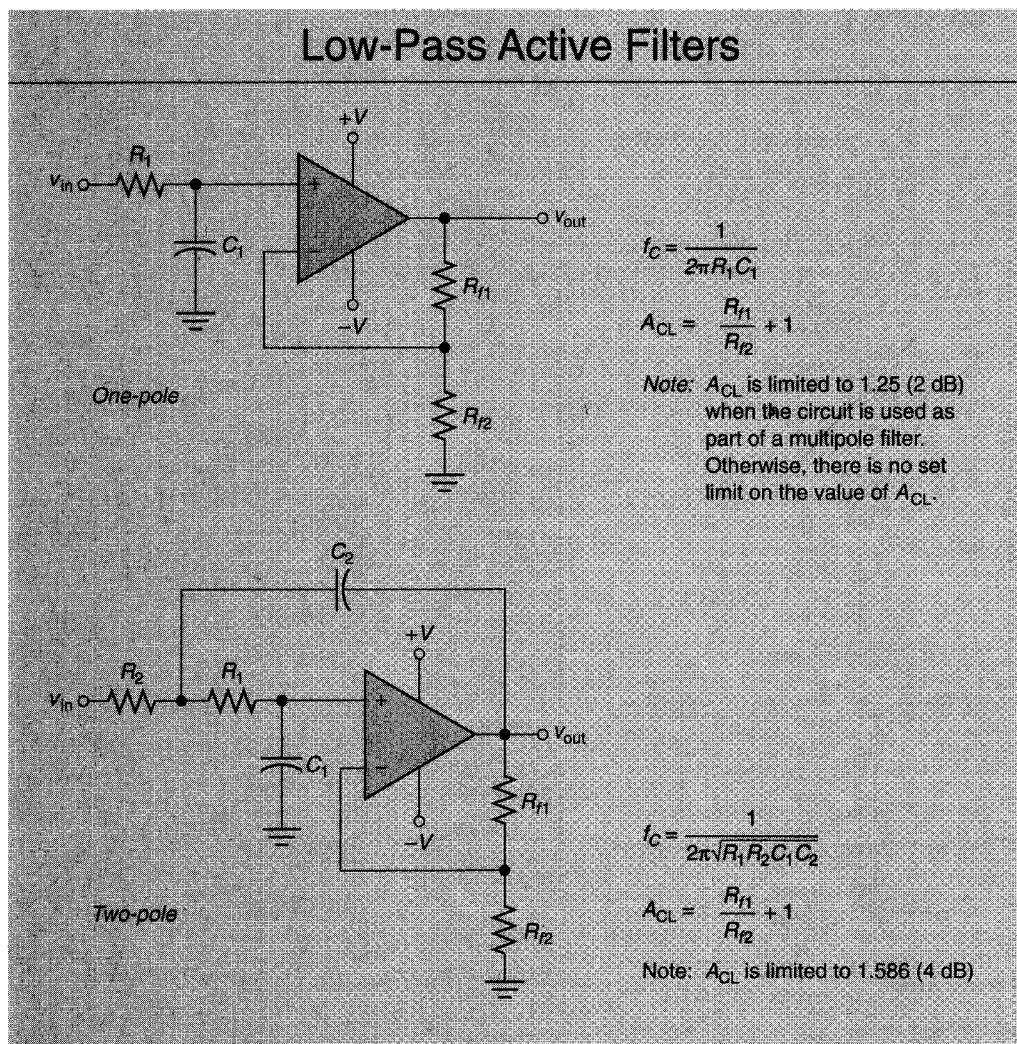 Low-Pass Active Filters
+V
R1
vin
+
−
vout
C1
Rf1
−V
fC = 1 / 2πR1C1
ACL = Rf1 / Rf2 + 1
One-pole
Rf2
Note: ACL is limited to 1.25 (2 dB)
when the circuit is used as
part of a multipole filter.
Otherwise, there is no set
limit on the value of ACL.
C2
+V
R2
R1
vin
+
−
vout
C1
Rf1
−V
fC = 1 / 2π√R1R2C1C2
ACL = Rf1 / Rf2 + 1
Two-pole
Rf2
Note: ACL is limited to 1.586 (4 dB)